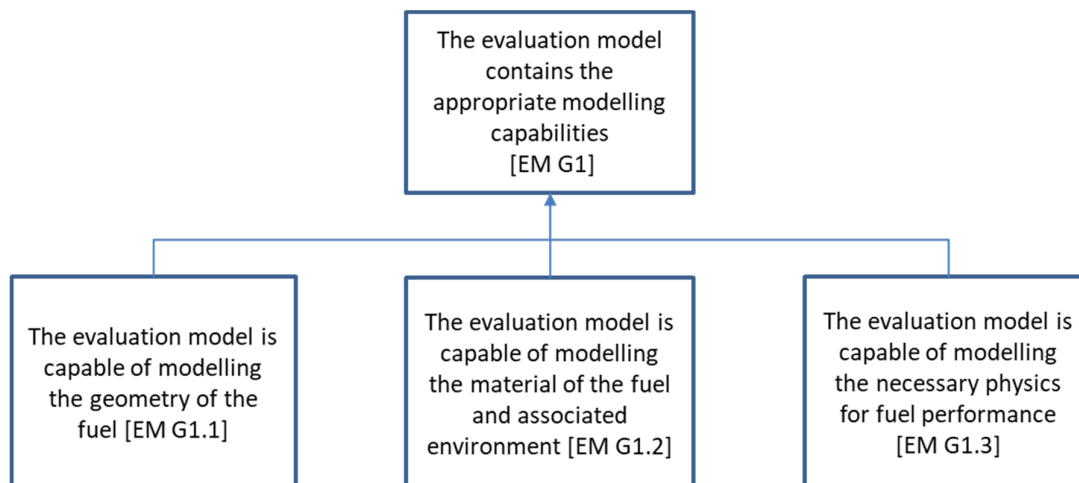 The evaluation model
contains the
appropriate modelling
capabilities
[EM G1]
The evaluation model is
capable of modelling
the geometry of the
fuel [EM G1.1]
The evaluation model is
capable of modelling
the material of the fuel
and associated
environment [EM G1.2]
The evaluation model is
capable of modelling
the necessary physics
for fuel performance
[EM G1.3]